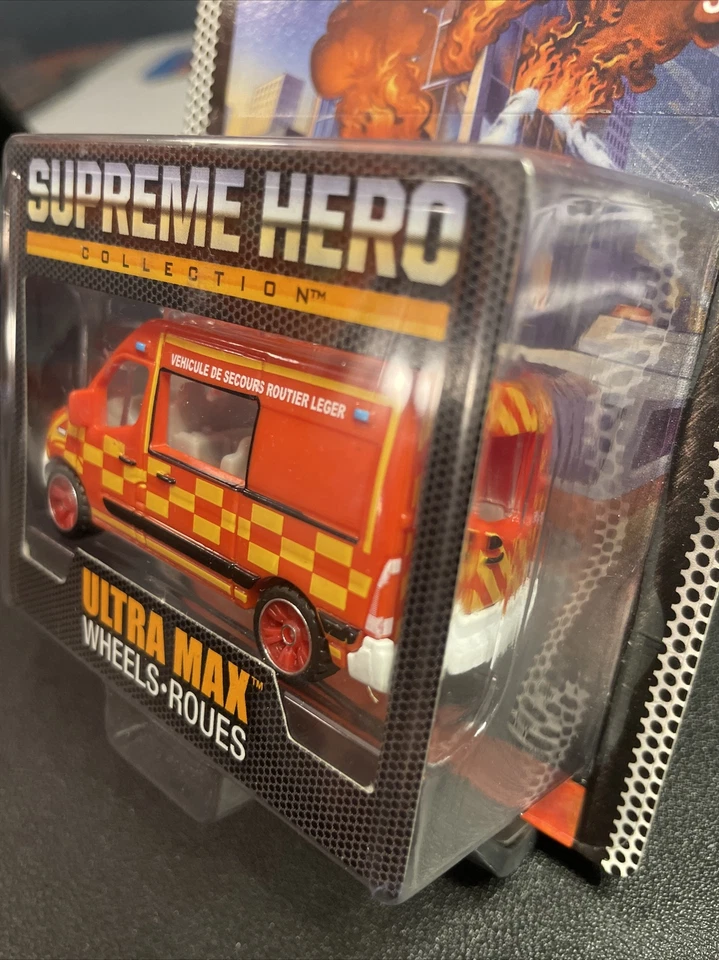 SUPREME HERO
COLLECTION™
VEHICULE DE SECOURS ROUTIER LEGER
ULTRA MAX™
WHEELS•ROUES